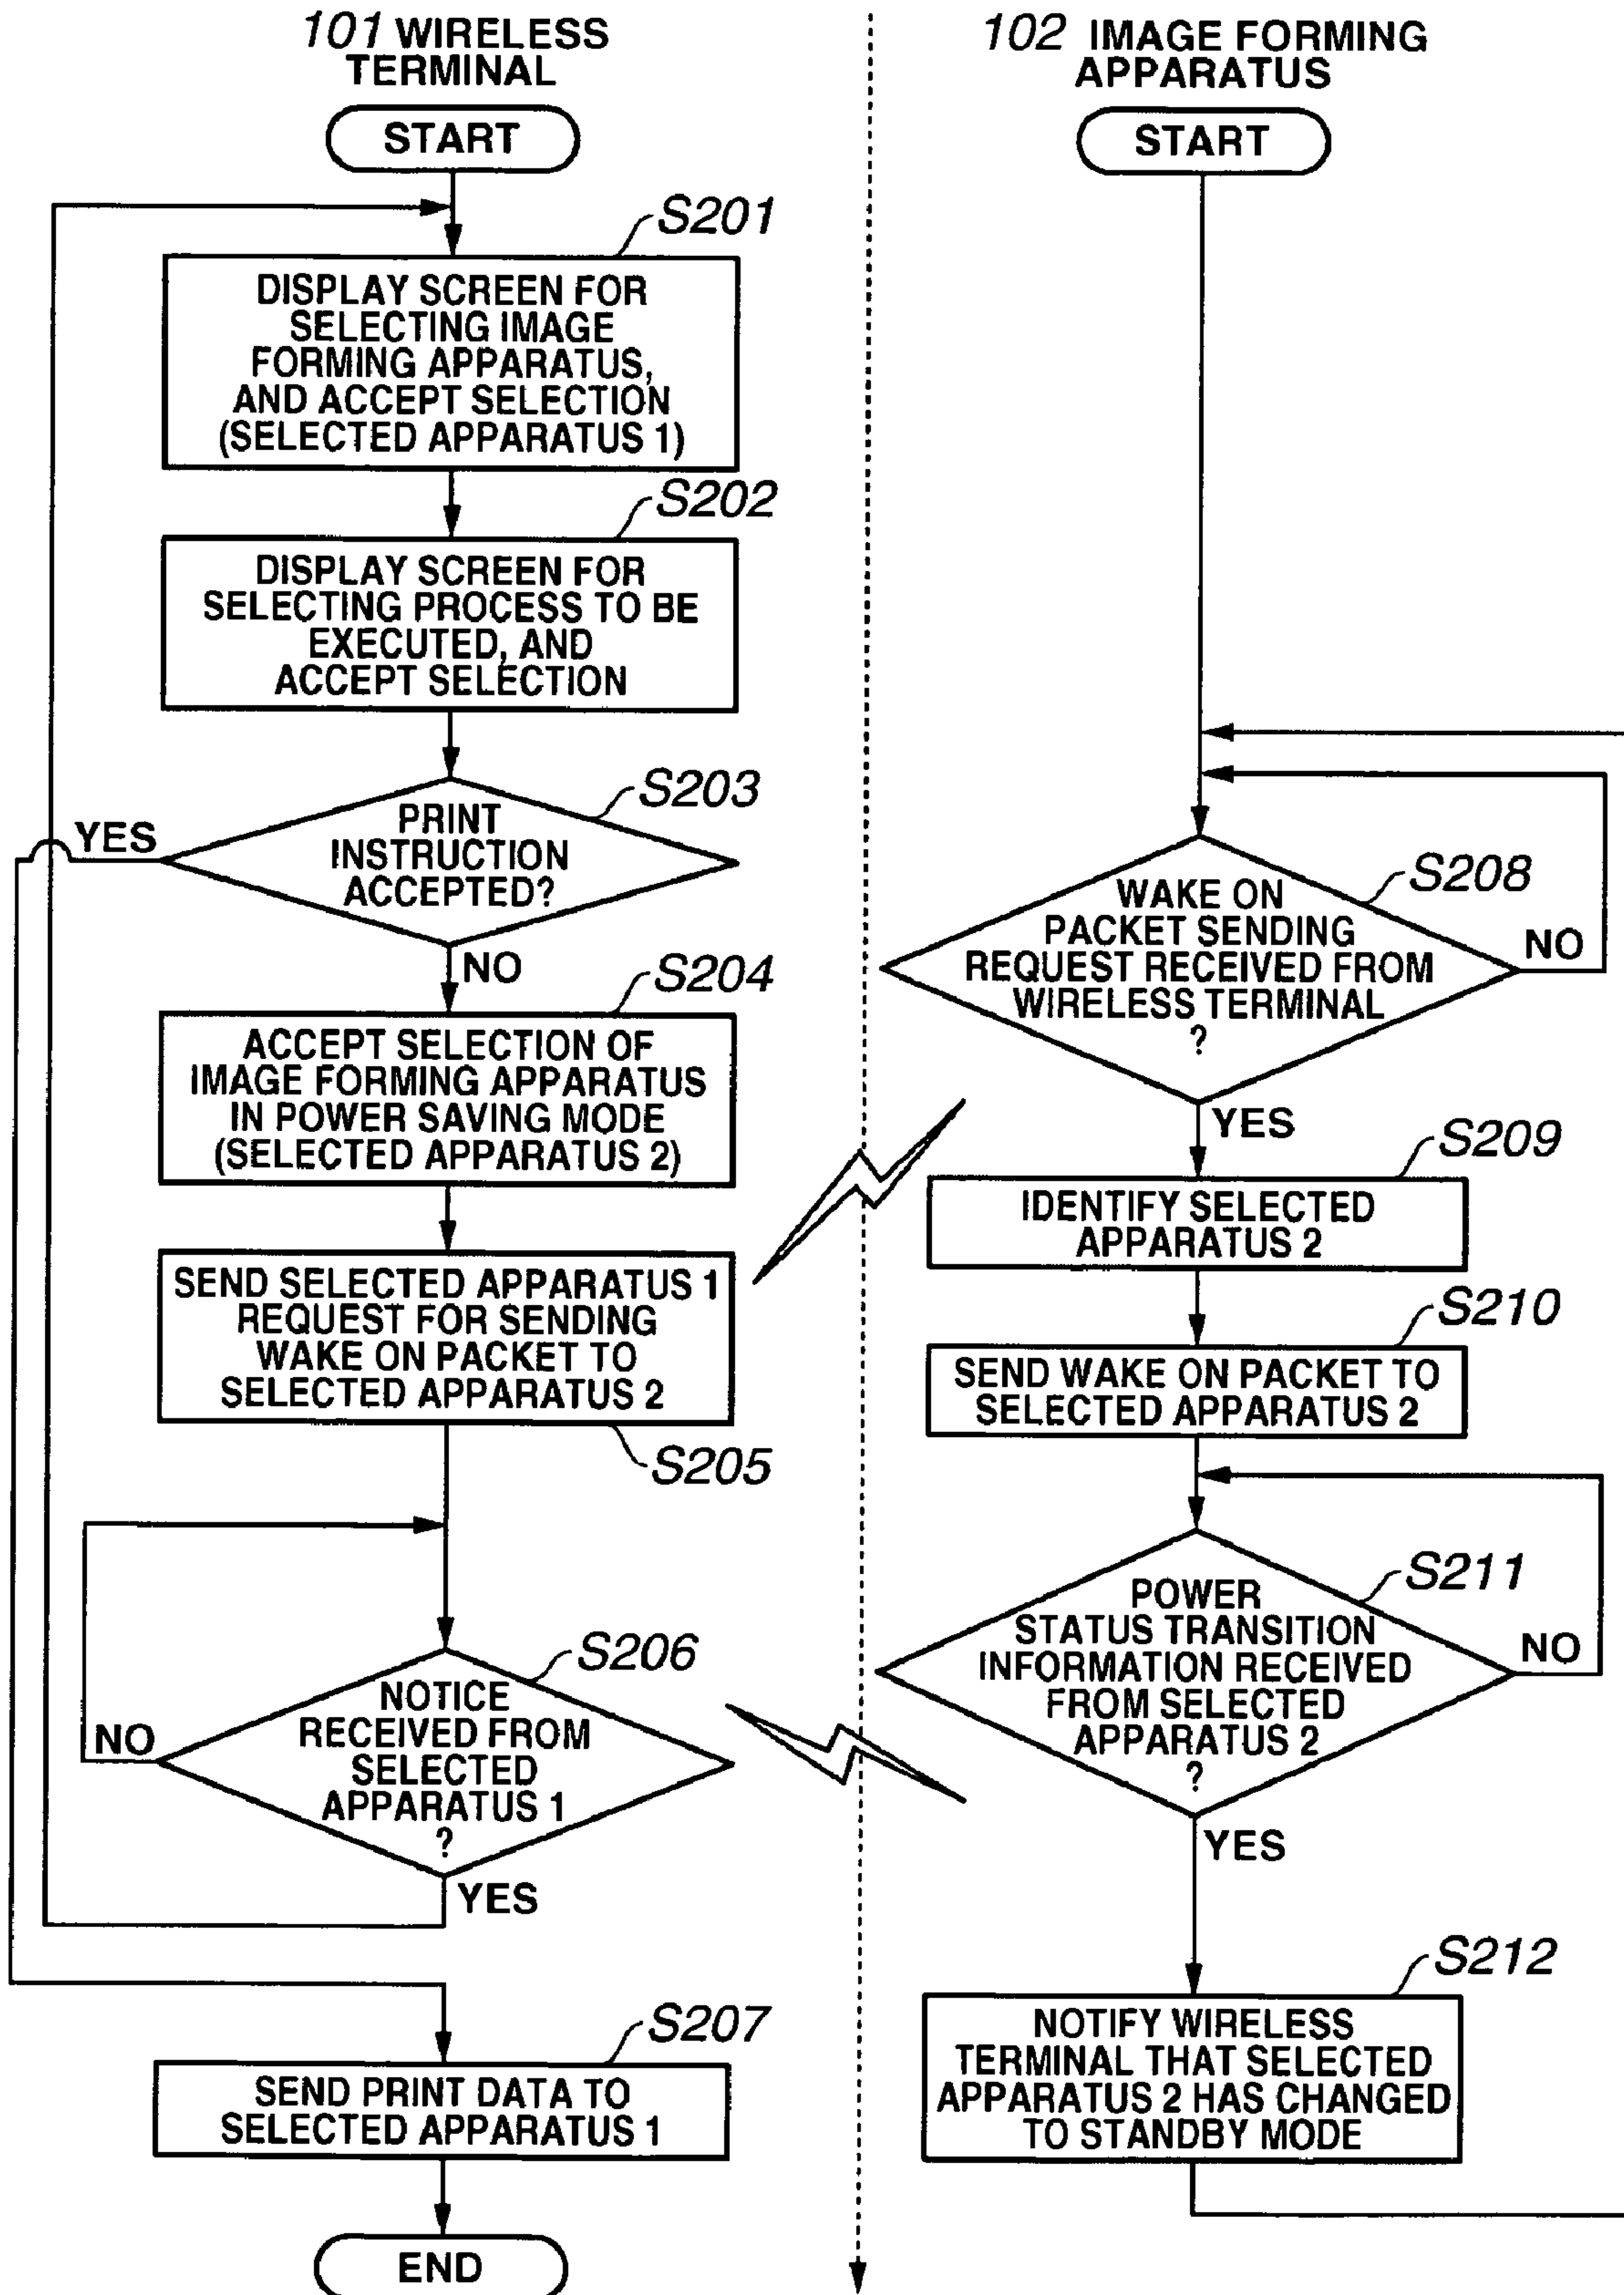 101 WIRELESS
TERMINAL
START
S201
DISPLAY SCREEN FOR
SELECTING IMAGE
FORMING APPARATUS,
AND ACCEPT SELECTION
(SELECTED APPARATUS 1)
S202
DISPLAY SCREEN FOR
SELECTING PROCESS TO BE
EXECUTED, AND
ACCEPT SELECTION
S203
PRINT
INSTRUCTION
ACCEPTED?
YES
NO
S204
ACCEPT SELECTION OF
IMAGE FORMING APPARATUS
IN POWER SAVING MODE
(SELECTED APPARATUS 2)
SEND SELECTED APPARATUS 1
REQUEST FOR SENDING
WAKE ON PACKET TO
SELECTED APPARATUS 2
S205
S206
NOTICE
RECEIVED FROM
SELECTED
APPARATUS 1
?
NO
YES
S207
SEND PRINT DATA TO
SELECTED APPARATUS 1
END
102 IMAGE FORMING
APPARATUS
START
S208
WAKE ON
PACKET SENDING
REQUEST RECEIVED FROM
WIRELESS TERMINAL
?
NO
YES
S209
IDENTIFY SELECTED
APPARATUS 2
S210
SEND WAKE ON PACKET TO
SELECTED APPARATUS 2
S211
POWER
STATUS TRANSITION
INFORMATION RECEIVED
FROM SELECTED
APPARATUS 2
?
NO
YES
S212
NOTIFY WIRELESS
TERMINAL THAT SELECTED
APPARATUS 2 HAS CHANGED
TO STANDBY MODE